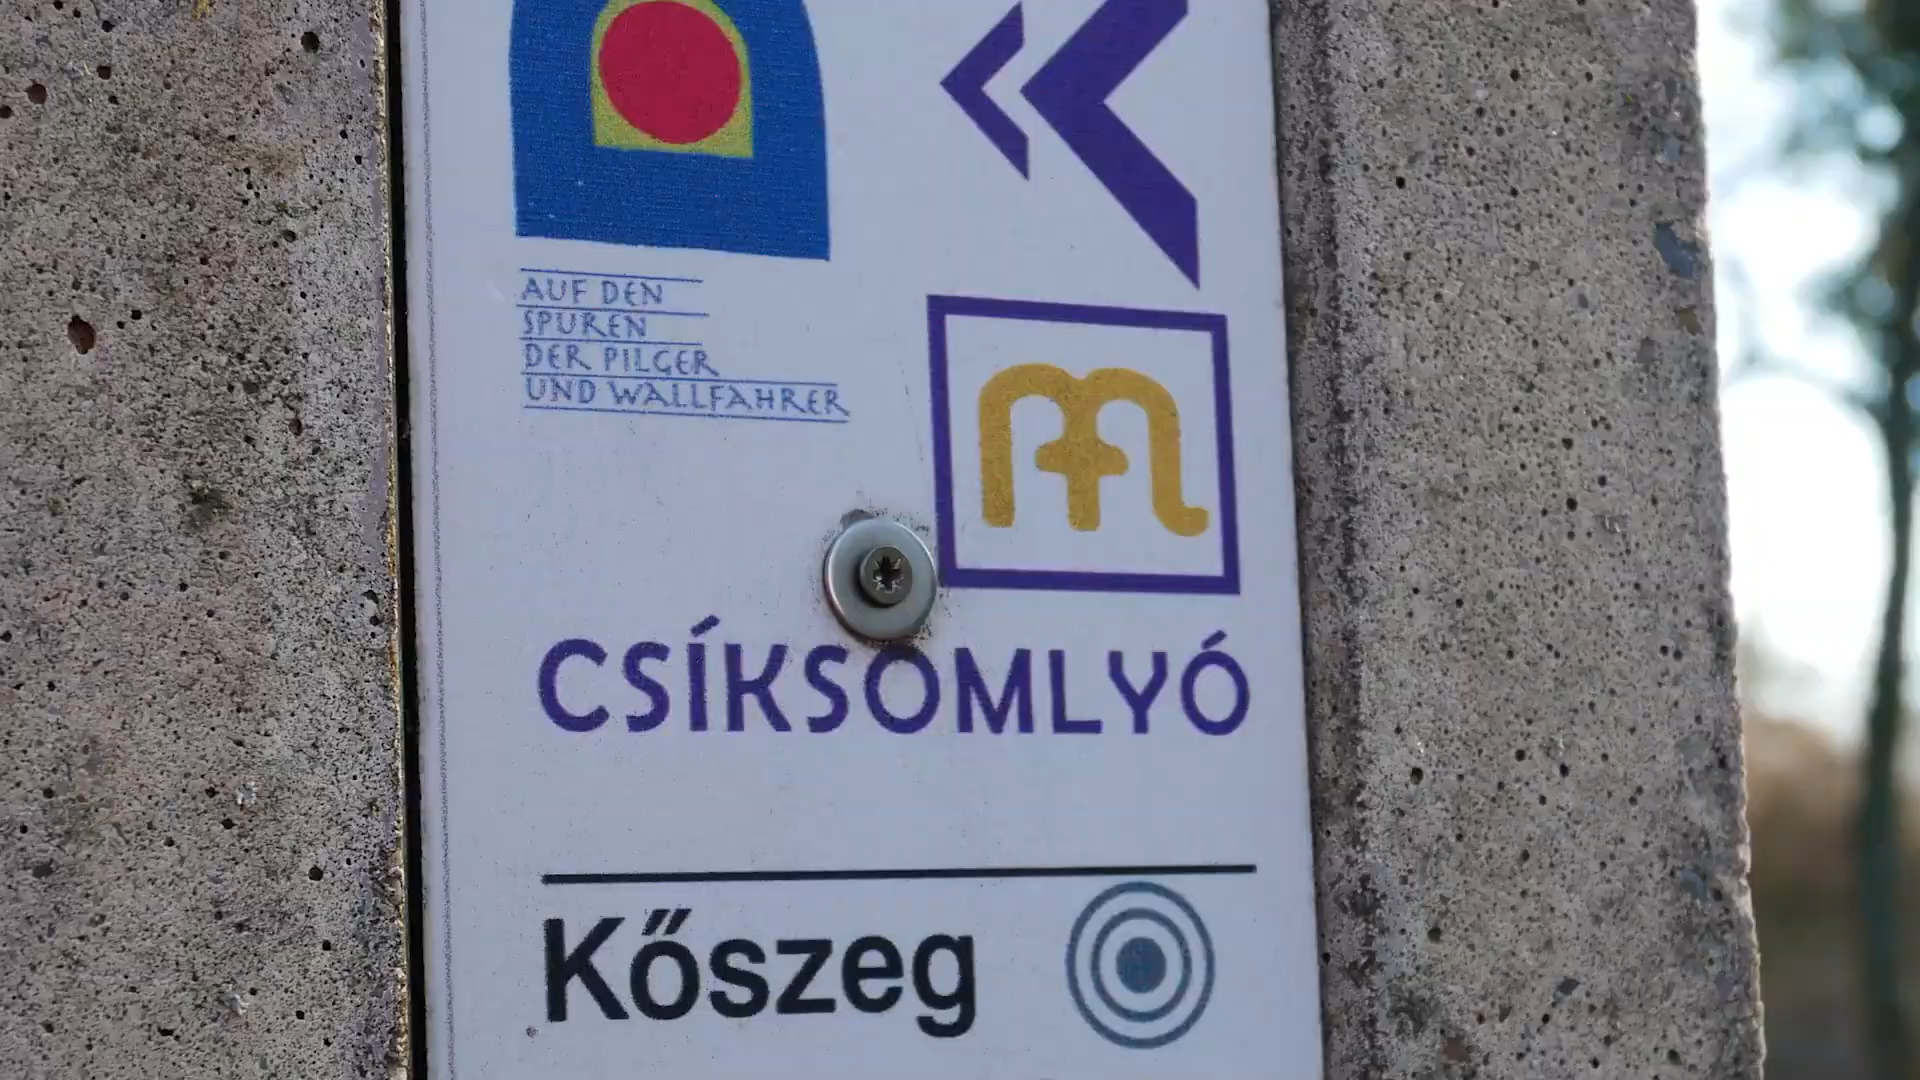 AUF DEN
SPUREN
DER PILGER
UND WALLFAHRER
CSÍKSOMLYÓ
Kőszeg